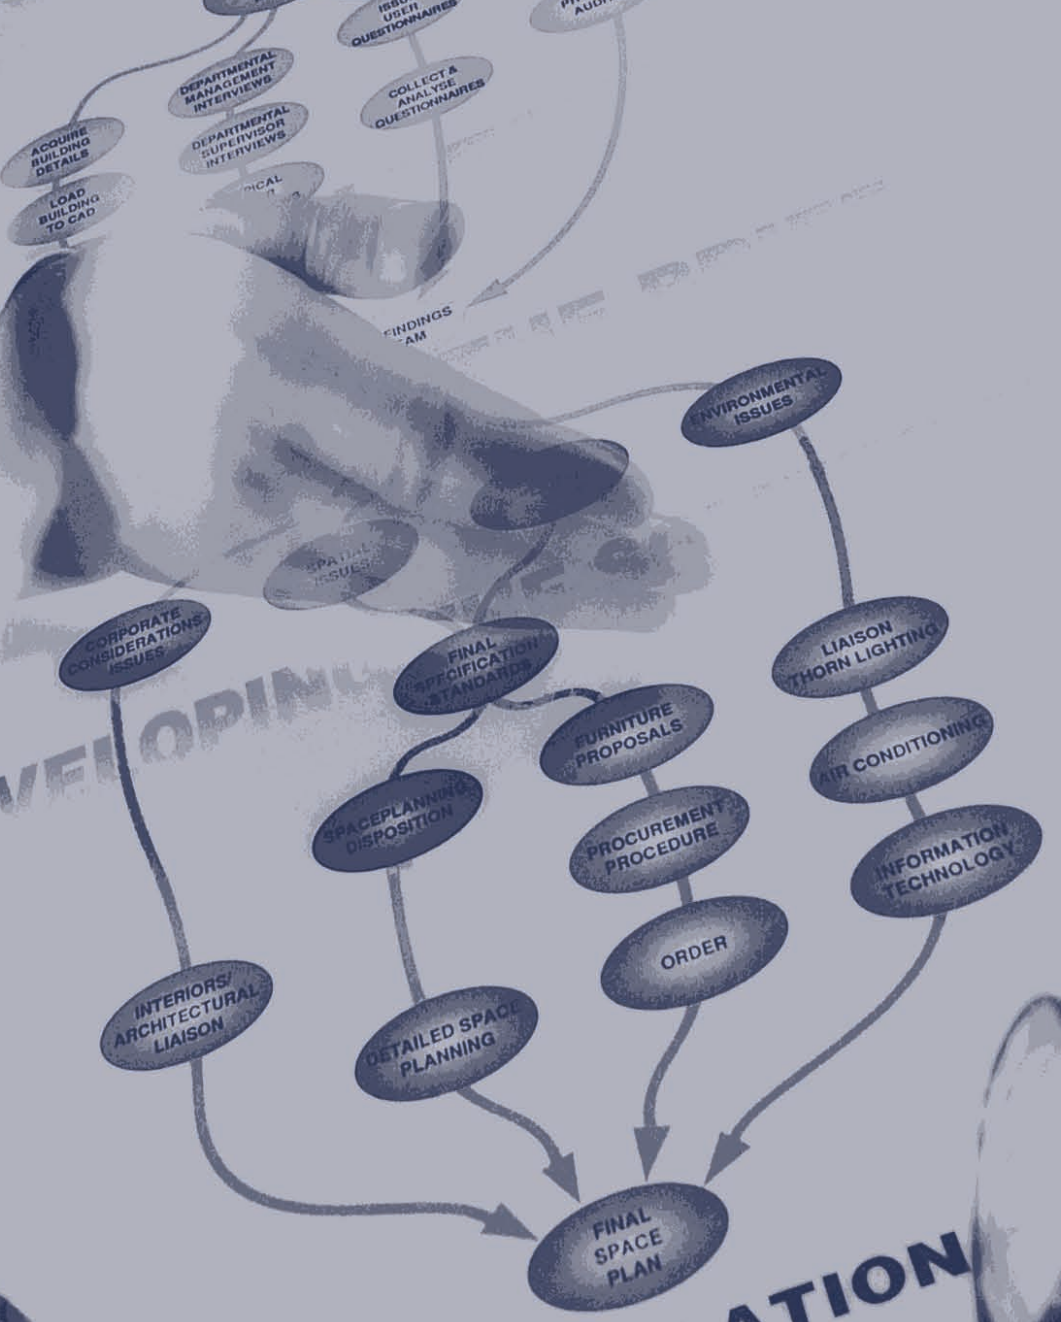 USER
QUESTIONNAIRES
DEPARTMENTAL
MANAGEMENT
INTERVIEWS
COLLECT &
ANALYSE
QUESTIONNAIRES
ACQUIRE
BUILDING
DETAILS
DEPARTMENTAL
SUPERVISOR
INTERVIEWS
LOAD
BUILDING
TO CAD
FINDINGS
ENVIRONMENTAL
ISSUES
SPATIAL
ISSUES
CORPORATE
CONSIDERATIONS
ISSUES
FINAL
SPECIFICATION
STANDARDS
LIAISON
THORN LIGHTING
VELOPING
FURNITURE
PROPOSALS
AIR CONDITIONING
SPACEPLANNING
DISPOSITION
PROCUREMENT
PROCEDURE
INFORMATION
TECHNOLOGY
ORDER
INTERIORS/
ARCHITECTURAL
LIAISON
DETAILED SPACE
PLANNING
FINAL
SPACE
PLAN
ATION